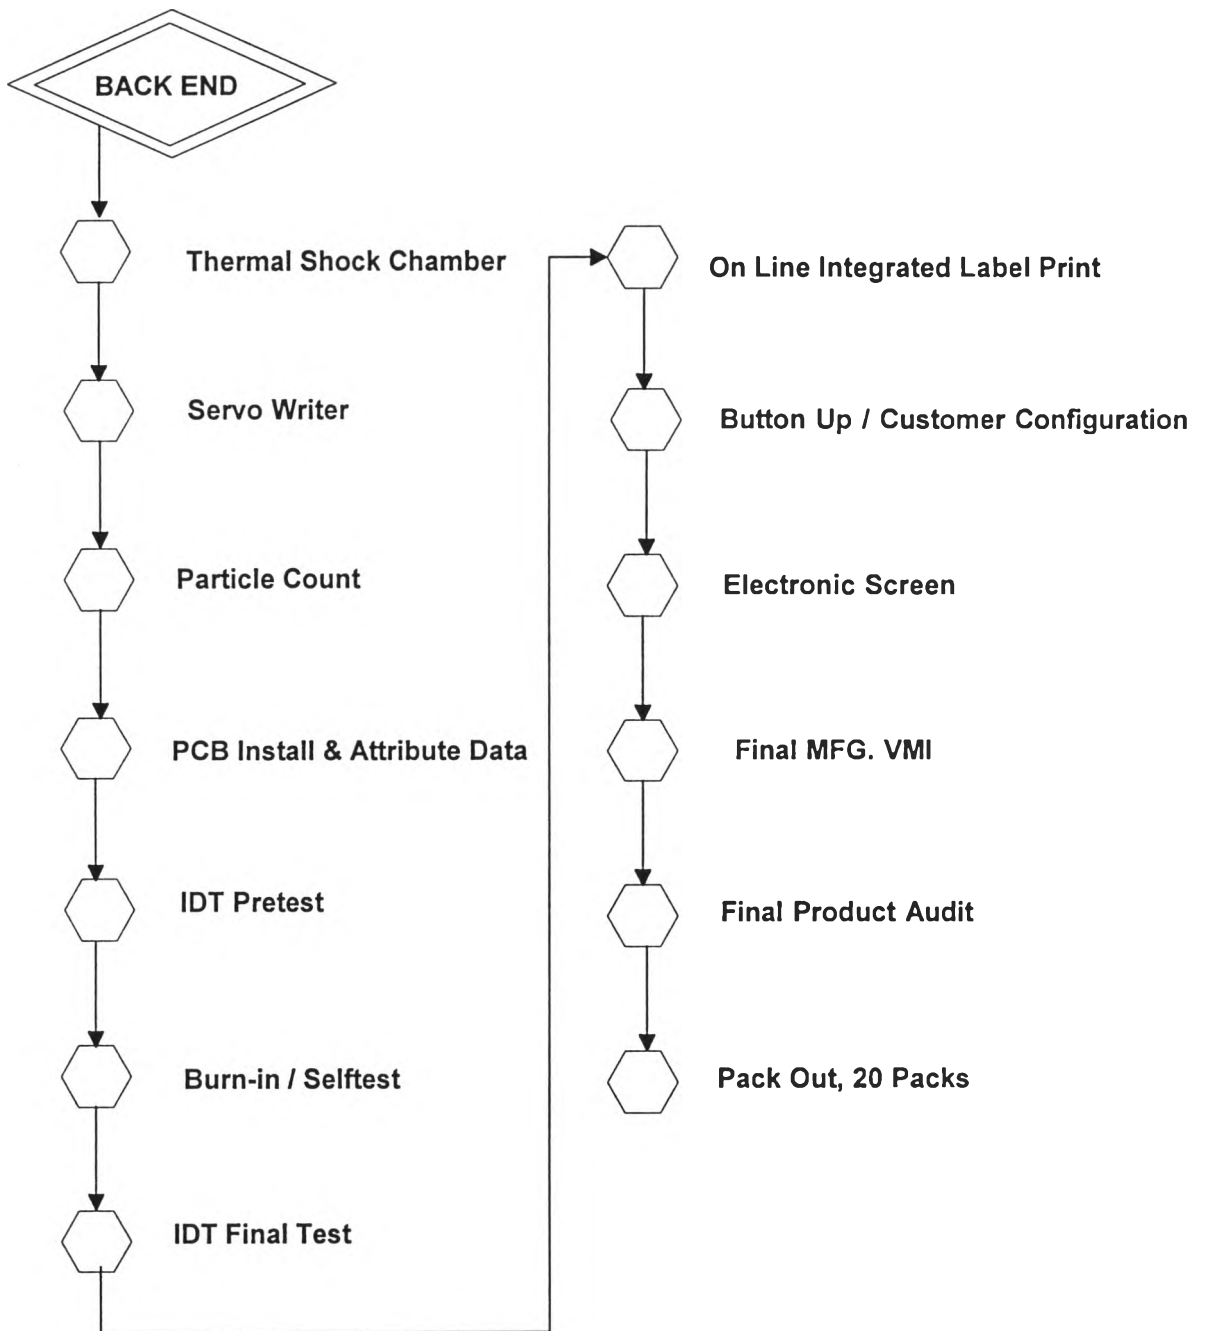 BACK END
Thermal Shock Chamber
Servo Writer
Particle Count
PCB Install & Attribute Data
IDT Pretest
Burn-in / Selftest
IDT Final Test
On Line Integrated Label Print
Button Up / Customer Configuration
Electronic Screen
Final MFG. VMI
Final Product Audit
Pack Out, 20 Packs